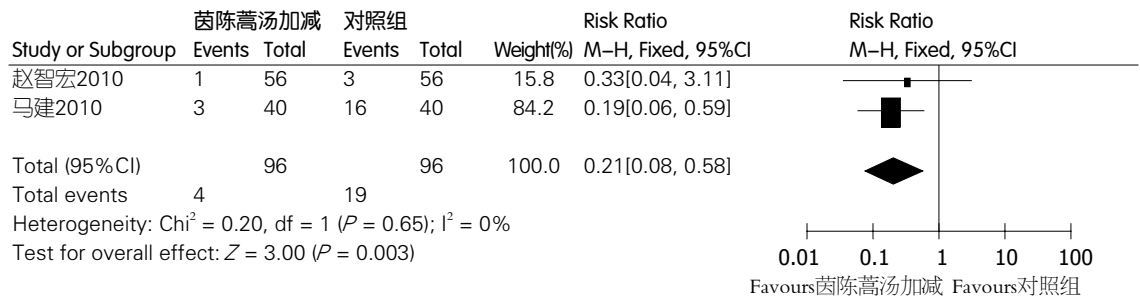 茵陈蒿汤加减 对照组 Risk Ratio Risk Ratio
Study or Subgroup Events Total Events Total Weight(%) M–H, Fixed, 95%CI M–H, Fixed, 95%CI
赵智宏2010 1 56 3 56 15.8 0.33[0.04, 3.11]
马建2010 3 40 16 40 84.2 0.19[0.06, 0.59]
Total (95%CI) 96 96 100.0 0.21[0.08, 0.58]
Total events 4 19
Heterogeneity: Chi² = 0.20, df = 1 (P = 0.65); I² = 0%
Test for overall effect: Z = 3.00 (P = 0.003)
0.01 0.1 1 10 100
Favours茵陈蒿汤加减 Favours对照组